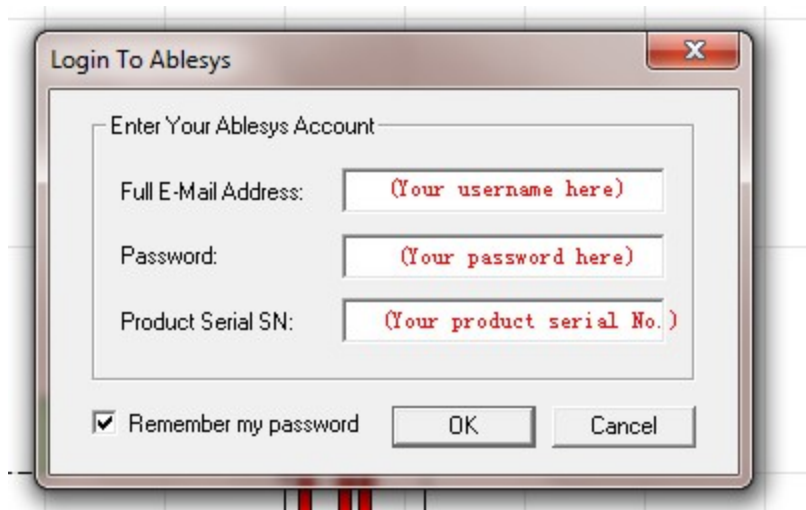 Login To Ablesys
Enter Your Ablesys Account
Full E-Mail Address: (Your username here)
Password: (Your password here)
Product Serial SN: (Your product serial No.)
Remember my password OK Cancel